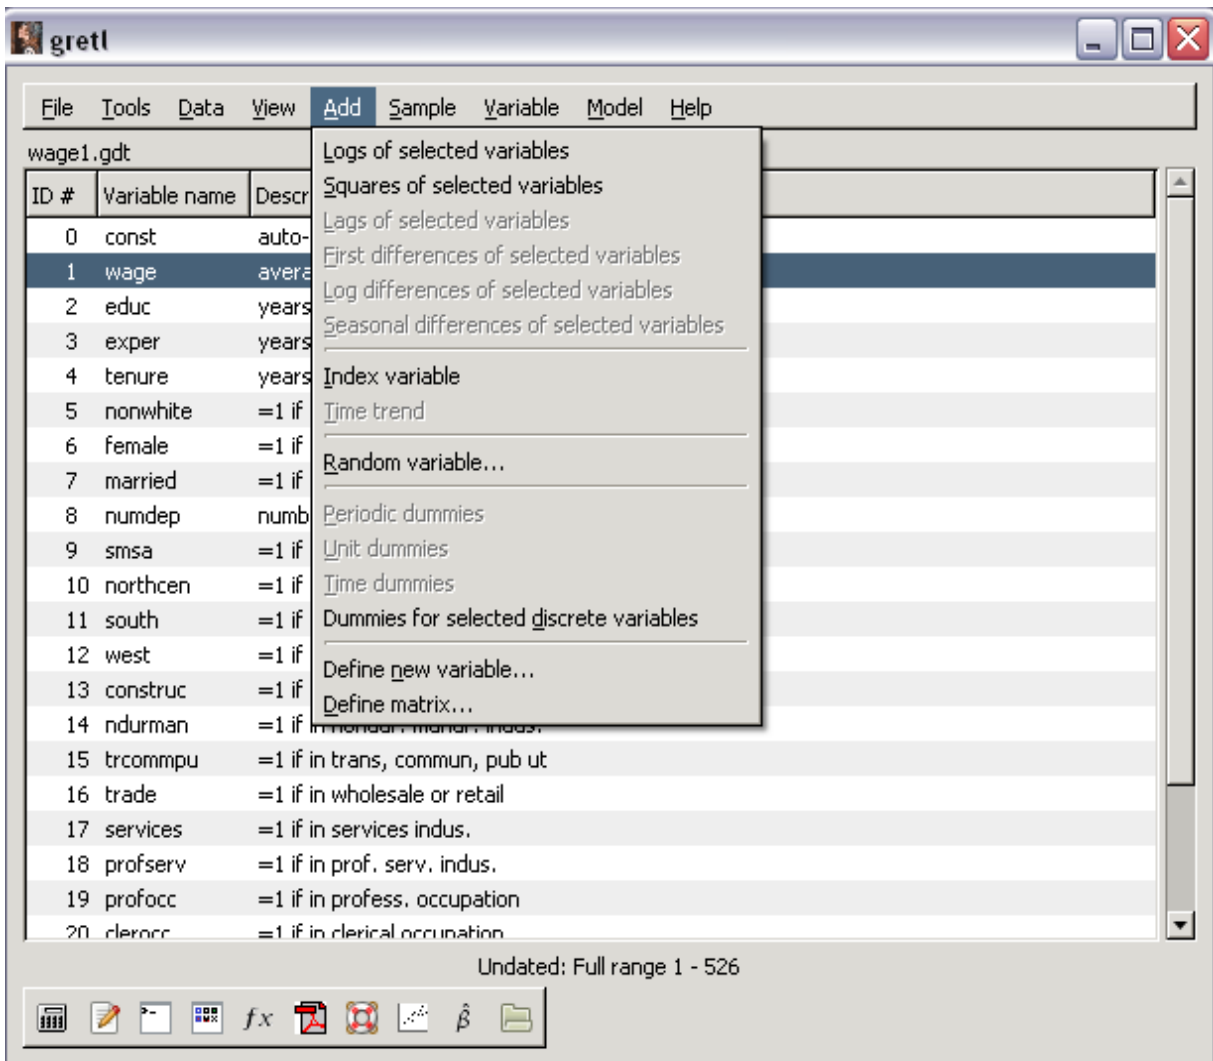 gretl
File Tools Data View Add Sample Variable Model Help
wage1.gdt
ID # Variable name Descr
0 const auto-
1 wage avera
2 educ years
3 exper years
4 tenure years
5 nonwhite =1 if
6 female =1 if
7 married =1 if
8 numdep numb
9 smsa =1 if
10 northcen =1 if
11 south =1 if
12 west =1 if
13 construc =1 if
14 ndurman =1 if in nondur. manuf. indus.
15 trcommpu =1 if in trans, commun, pub ut
16 trade =1 if in wholesale or retail
17 services =1 if in services indus.
18 profserv =1 if in prof. serv. indus.
19 profocc =1 if in profess. occupation
20 clerocc =1 if in clerical occupation
Logs of selected variables
Squares of selected variables
Lags of selected variables
First differences of selected variables
Log differences of selected variables
Seasonal differences of selected variables
Index variable
Time trend
Random variable...
Periodic dummies
Unit dummies
Time dummies
Dummies for selected discrete variables
Define new variable...
Define matrix...
Undated: Full range 1 - 526
fx β̂